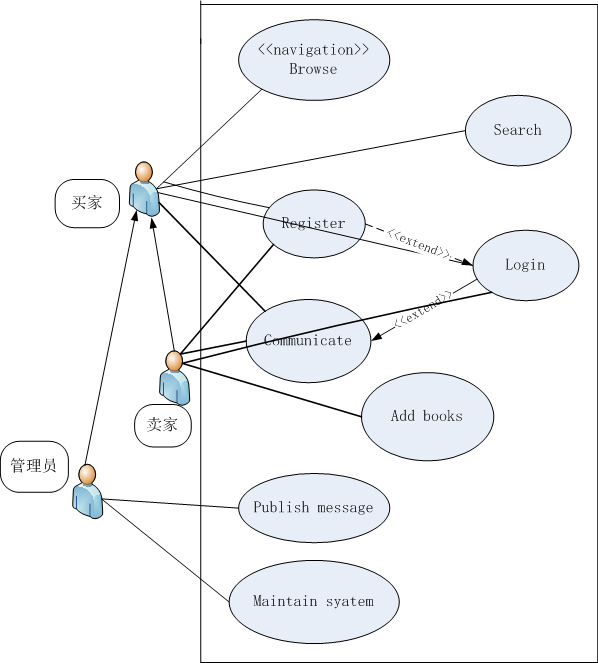 <<navigation>>
Browse
Search
买家
Register
<<extend>>
Login
<<extend>>
Communicate
卖家
Add books
管理员
Publish message
Maintain syatem